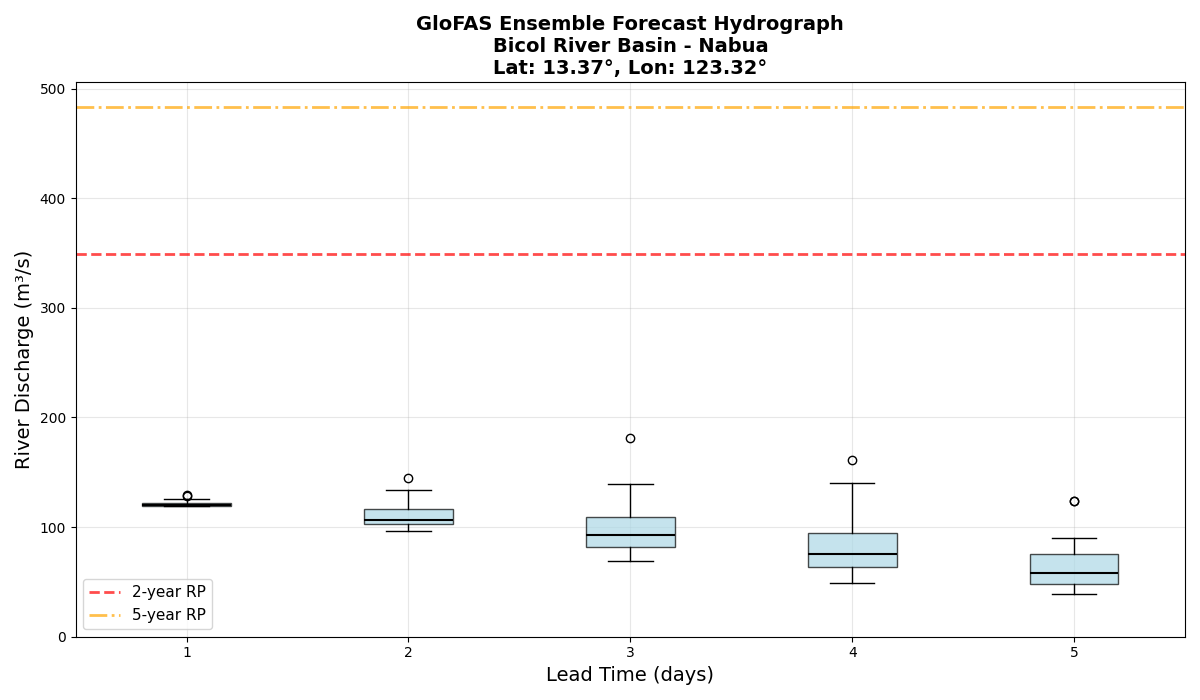 GloFAS Ensemble Forecast Hydrograph
Bicol River Basin - Nabua
Lat: 13.37°, Lon: 123.32°
River Discharge (m³/s)
500
400
300
200
100
0
2-year RP
5-year RP
1 2 3 4 5
Lead Time (days)